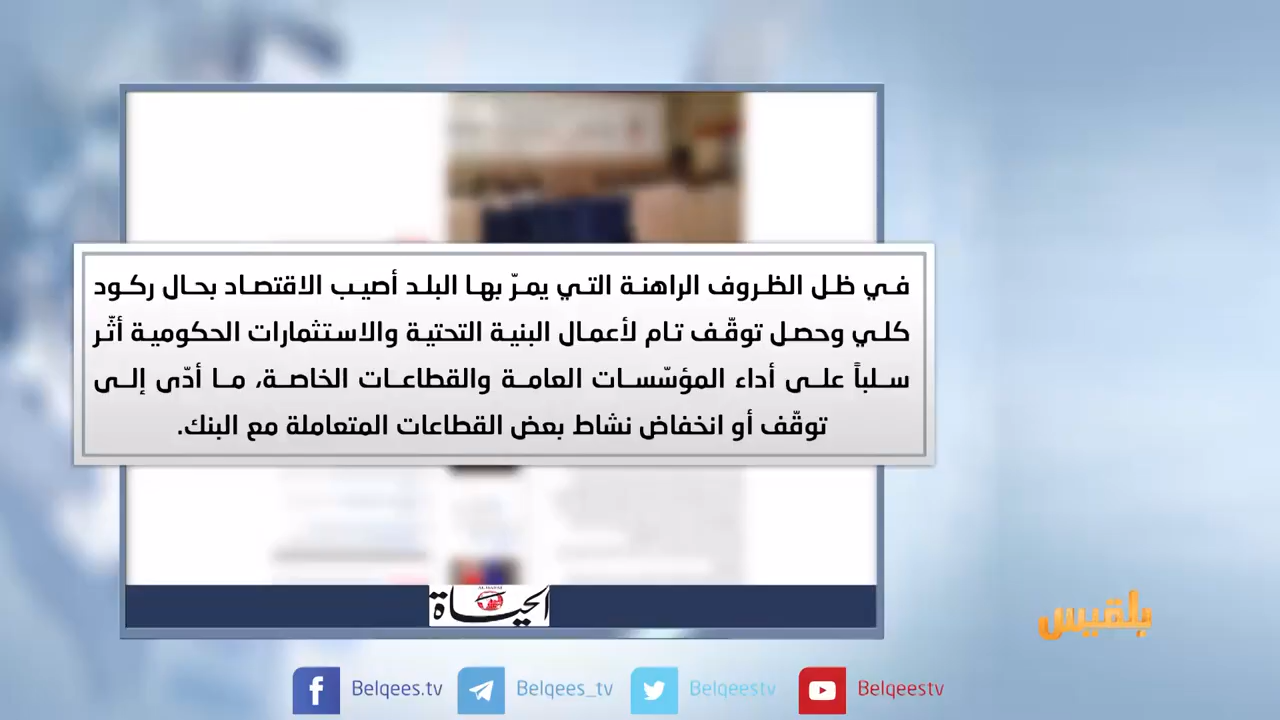 في ظل الظروف الراهنة التي يمرّ بها البلد أصيب الاقتصاد بحال ركود
كلي وحصل توقّف تام لأعمال البنية التحتية والاستثمارات الحكومية أثّر
سلباً على أداء المؤسّسات العامة والقطاعات الخاصة، ما أدّى إلى
توقّف أو انخفاض نشاط بعض القطاعات المتعاملة مع البنك.
الحياة
بلقيس
Belqees.tv
Belqees_tv
Belqeestv
Belqeestv